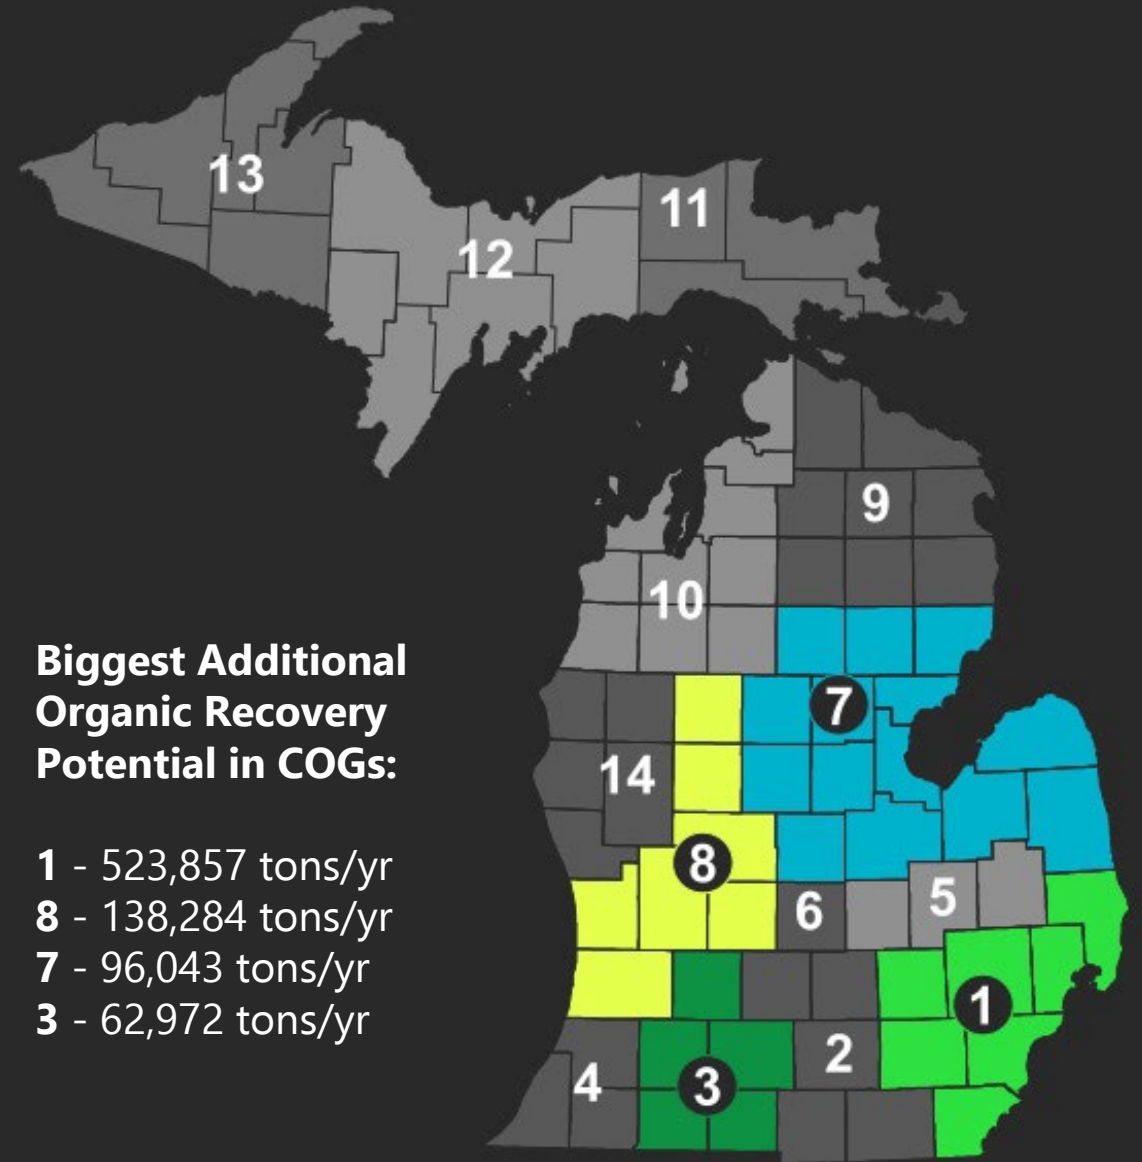 13
11
12
9
10
Biggest Additional
Organic Recovery
Potential in COGs:
1 - 523,857 tons/yr
8 - 138,284 tons/yr
7 - 96,043 tons/yr
3 - 62,972 tons/yr
7
14
8
5
6
1
2
4
3